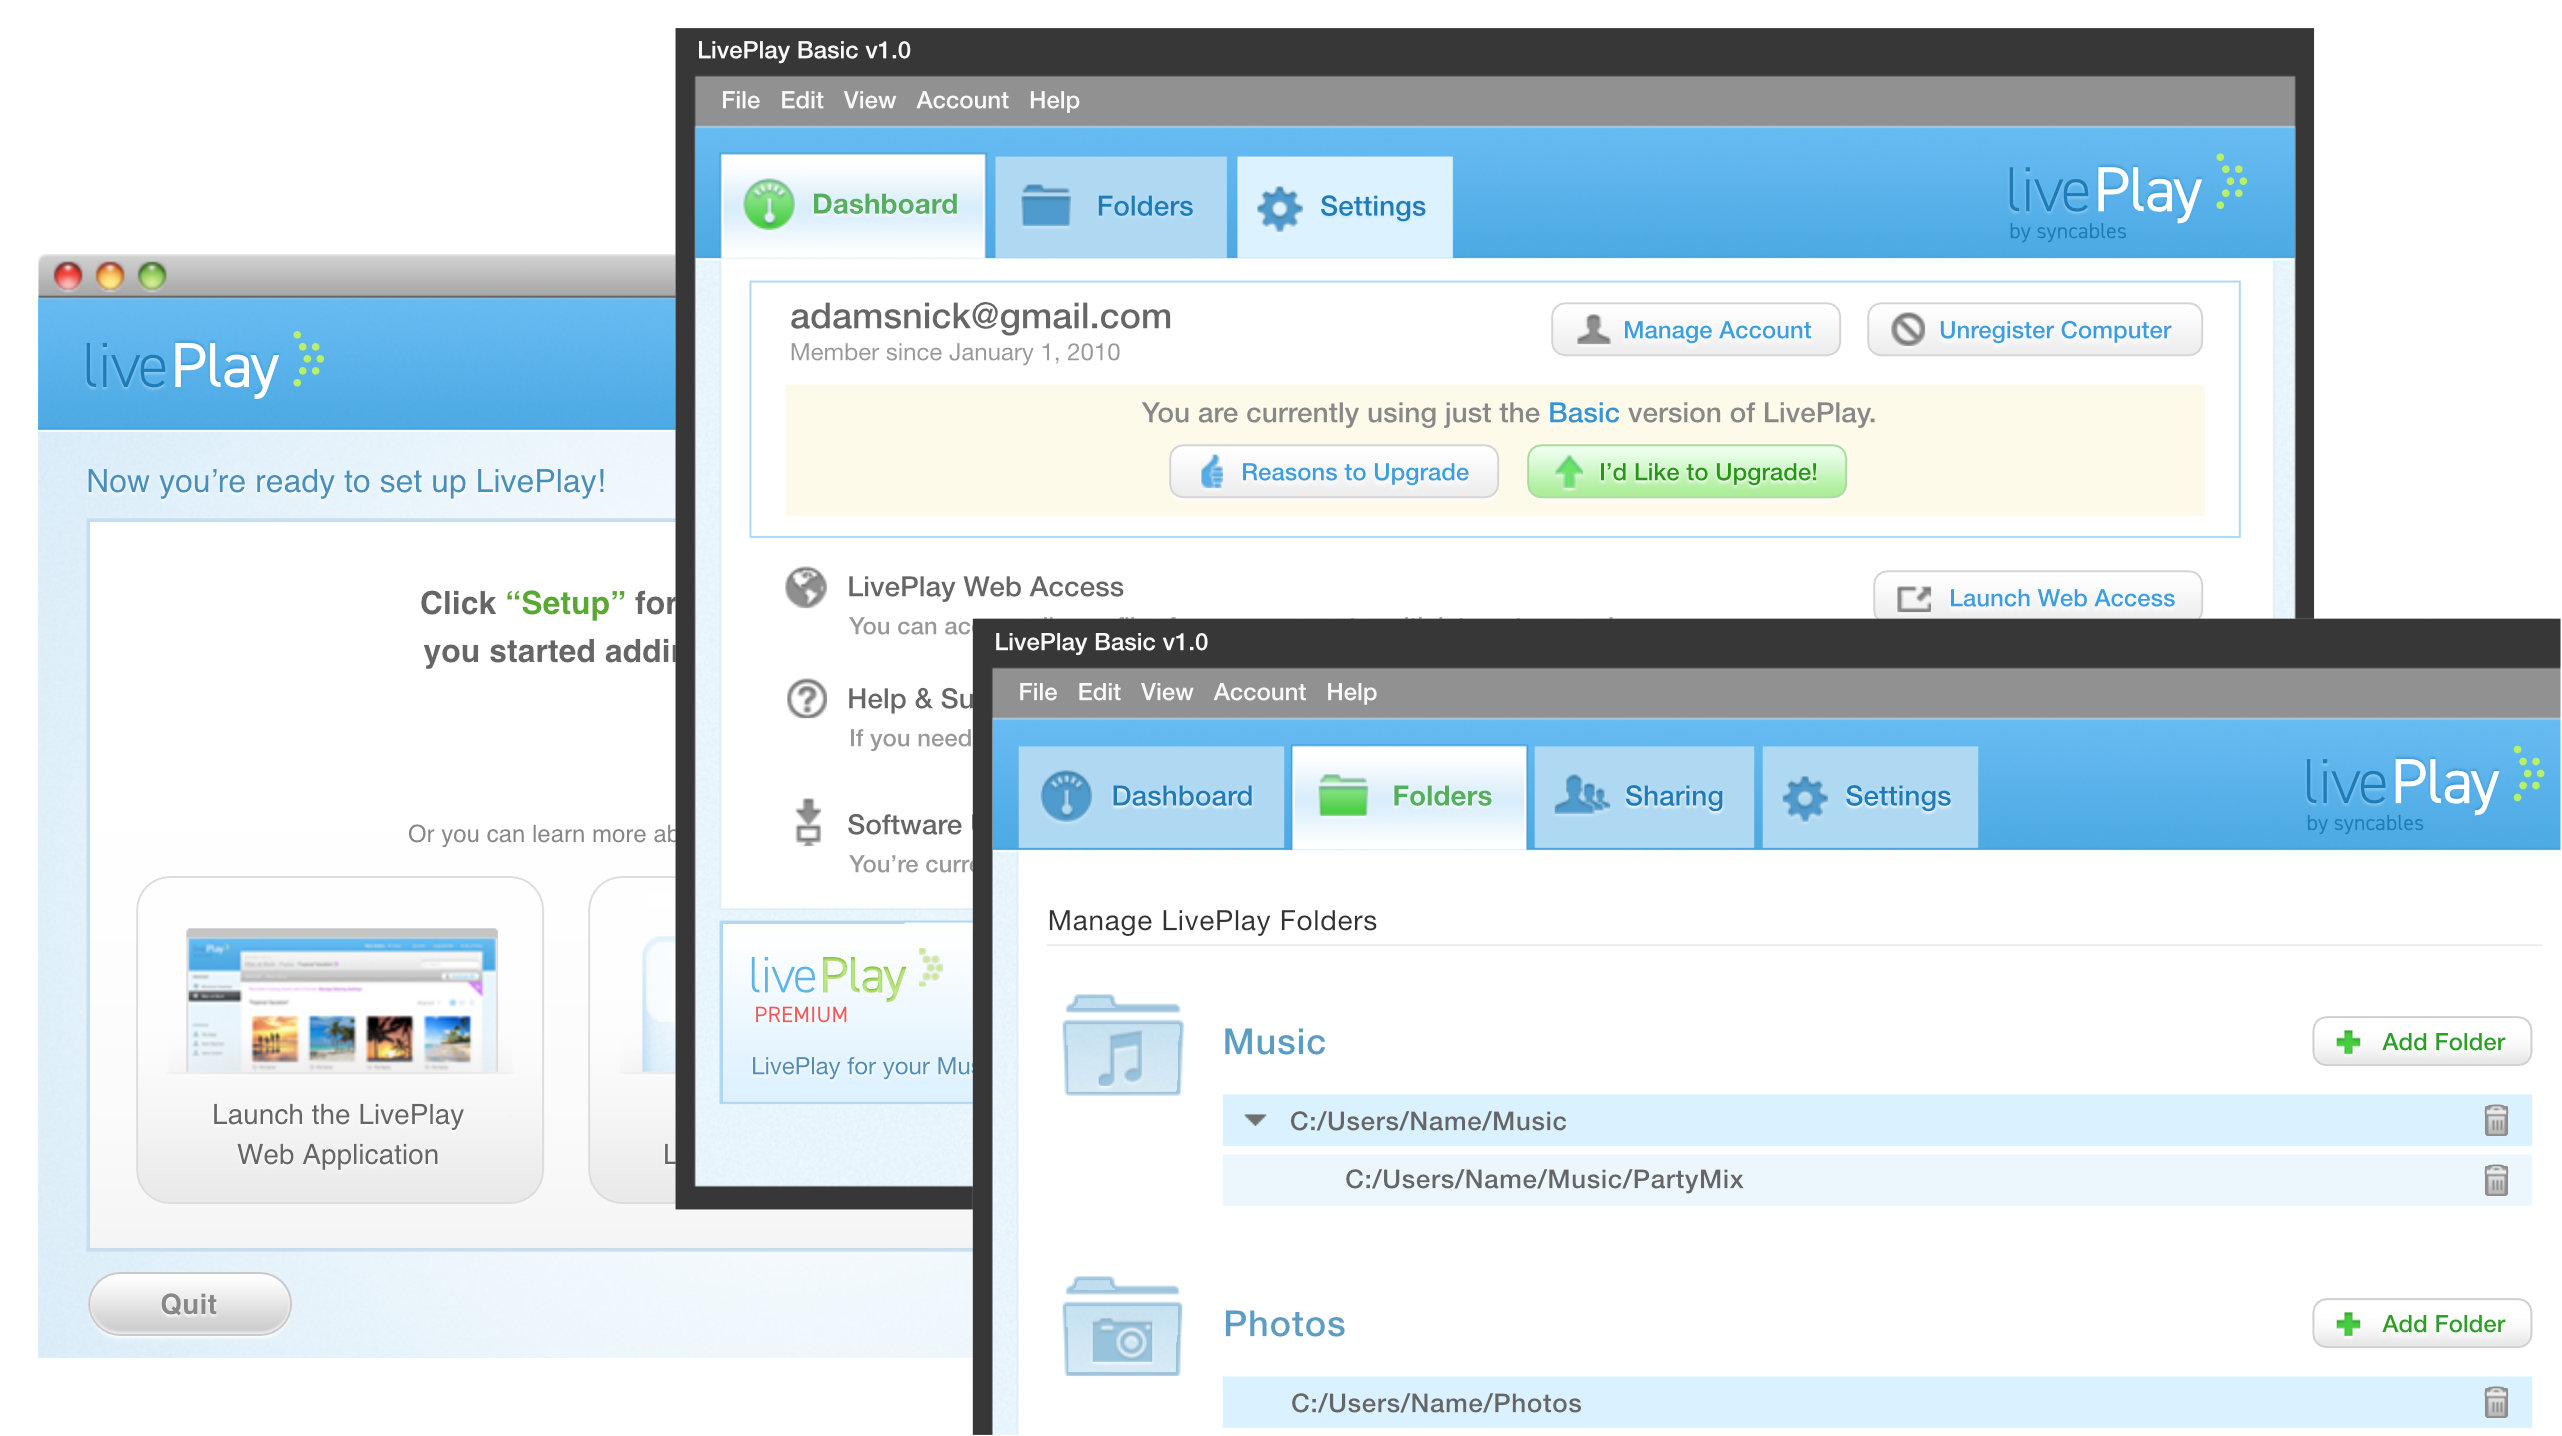 LivePlay Basic v1.0
File Edit View Account Help
Dashboard Folders Settings
livePlay
by syncables
adamsnick@gmail.com
Member since January 1, 2010
Manage Account
Unregister Computer
You are currently using just the Basic version of LivePlay.
Reasons to Upgrade
I'd Like to Upgrade!
LivePlay Web Access
You can
Launch Web Access
Help &
If you need
Software
You're
livePlay
PREMIUM
LivePlay for your
livePlay
Now you're ready to set up LivePlay!
Click "Setup" for
you started
Or you can learn more
Launch the LivePlay
Web Application
Quit
LivePlay Basic v1.0
File Edit View Account Help
Dashboard Folders Sharing Settings
livePlay
by syncables
Manage LivePlay Folders
Music
Add Folder
C:/Users/Name/Music
C:/Users/Name/Music/PartyMix
Photos
Add Folder
C:/Users/Name/Photos